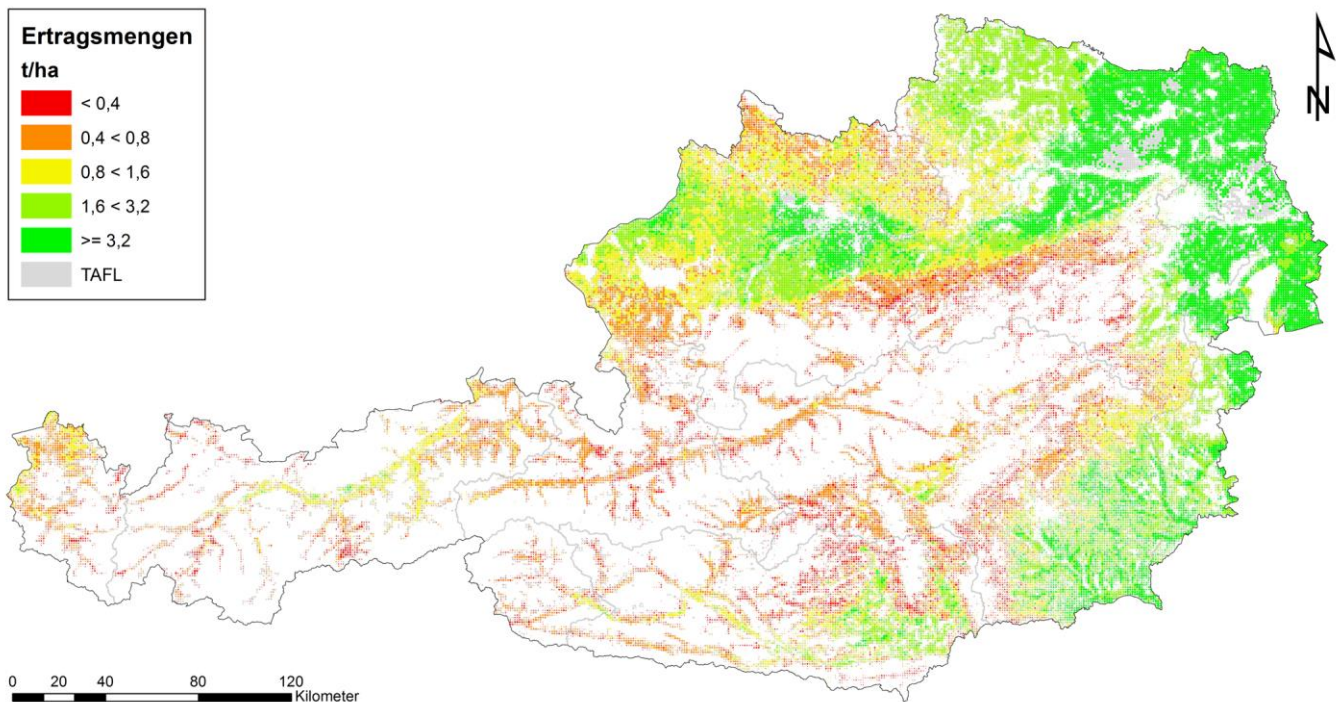 Ertragsmengen
t/ha
< 0,4
0,4 < 0,8
0,8 < 1,6
1,6 < 3,2
>= 3,2
TAFL
N
0 20 40 80 120
Kilometer